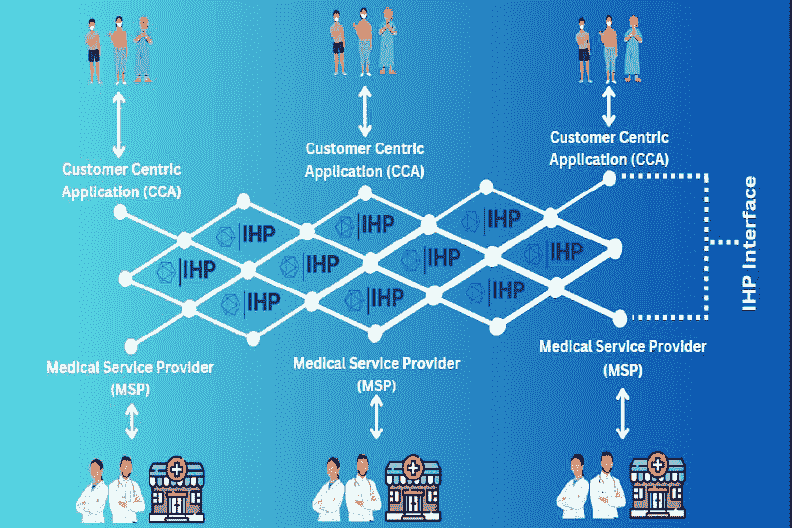 Customer Centric
Application (CCA)
Customer Centric
Application (CCA)
Customer Centric
Application (CCA)
IHP
IHP
IHP
IHP
IHP
IHP
IHP
IHP
IHP
IHP
IHP Interface
Medical Service Provider
(MSP)
Medical Service Provider
(MSP)
Medical Service Provider
(MSP)